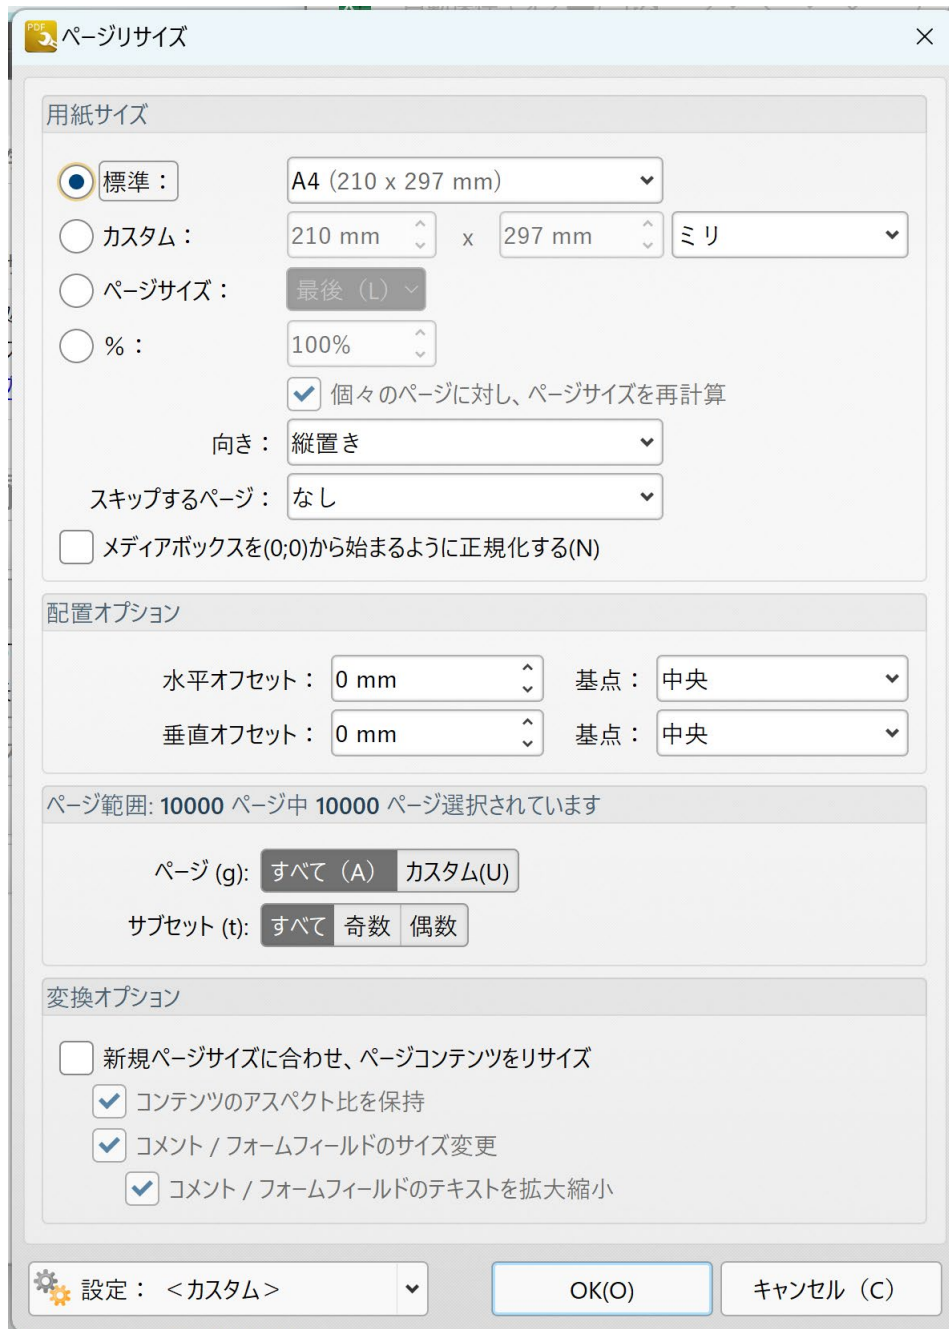 PDF
ページリサイズ
用紙サイズ
標準： A4 (210 x 297 mm)
カスタム： 210 mm x 297 mm ミリ
ページサイズ： 最後（L）
%： 100%
個々のページに対し、ページサイズを再計算
向き： 縦置き
スキップするページ： なし
メディアボックスを(0;0)から始まるように正規化する(N)
配置オプション
水平オフセット： 0 mm 基点： 中央
垂直オフセット： 0 mm 基点： 中央
ページ範囲: 10000 ページ中 10000 ページ選択されています
ページ (g): すべて（A） カスタム(U)
サブセット (t): すべて 奇数 偶数
変換オプション
新規ページサイズに合わせ、ページコンテンツをリサイズ
コンテンツのアスペクト比を保持
コメント / フォームフィールドのサイズ変更
コメント / フォームフィールドのテキストを拡大縮小
設定： ＜カスタム＞ OK(O) キャンセル（C）